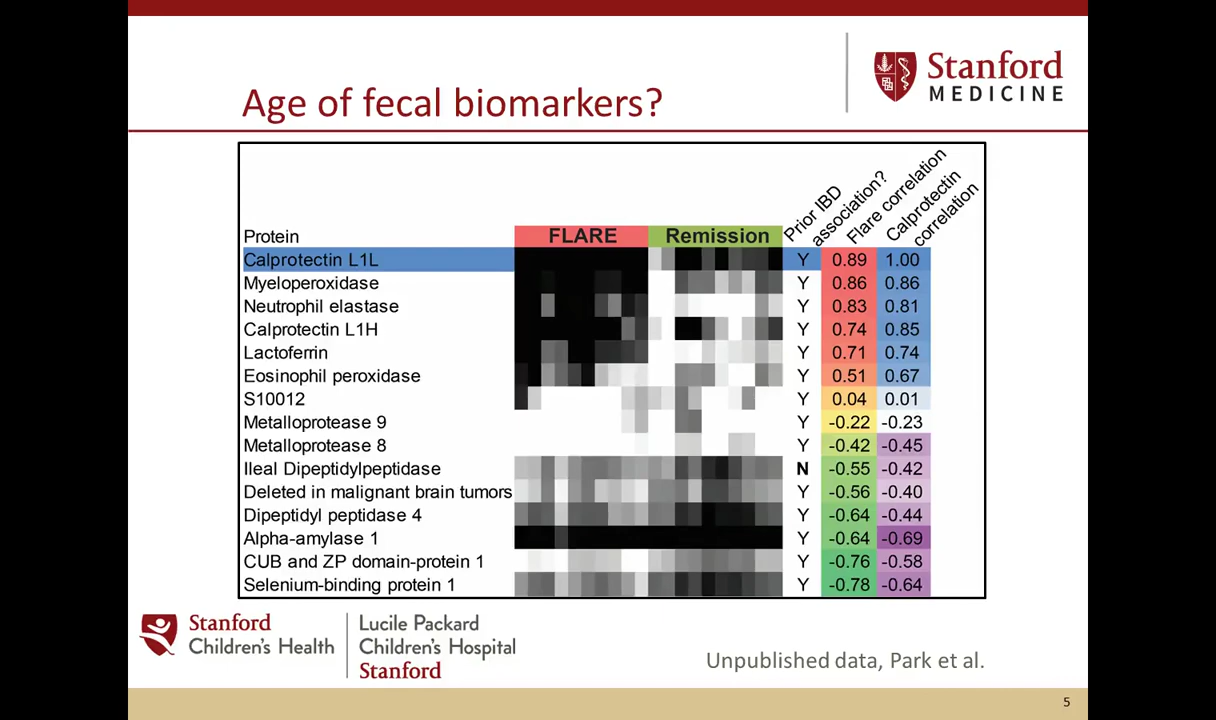 Stanford
MEDICINE
Age of fecal biomarkers?
Prior IBD
association?
Flare correlation
Calprotectin
correlation
Protein FLARE Remission
Calprotectin L1L Y 0.89 1.00
Myeloperoxidase Y 0.86 0.86
Neutrophil elastase Y 0.83 0.81
Calprotectin L1H Y 0.74 0.85
Lactoferrin Y 0.71 0.74
Eosinophil peroxidase Y 0.51 0.67
S10012 Y 0.04 0.01
Metalloprotease 9 Y -0.22 -0.23
Metalloprotease 8 Y -0.42 -0.45
Ileal Dipeptidylpeptidase N -0.55 -0.42
Deleted in malignant brain tumors Y -0.56 -0.40
Dipeptidyl peptidase 4 Y -0.64 -0.44
Alpha-amylase 1 Y -0.64 -0.69
CUB and ZP domain-protein 1 Y -0.76 -0.58
Selenium-binding protein 1 Y -0.78 -0.64
Stanford
Children's Health
Lucile Packard
Children's Hospital
Stanford
Unpublished data, Park et al.
5